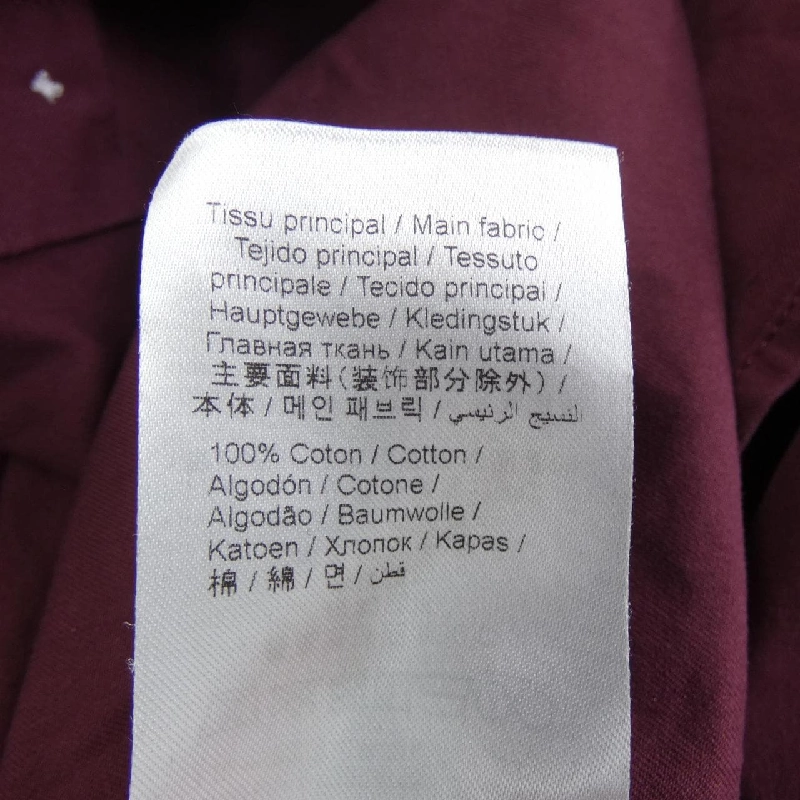 Tissu principal / Main fabric /
Tejido principal / Tessuto
principale / Tecido principal /
Hauptgewebe / Kledingstuk /
Главная ткань / Kain utama /
主要面料(装饰部分除外) /
本体 / 메인 패브릭 / النسيج الرئيسي
100% Coton / Cotton /
Algodón / Cotone /
Algodão / Baumwolle /
Katoen / Хлопок / Kapas /
棉 / 綿 / 면 / قطن